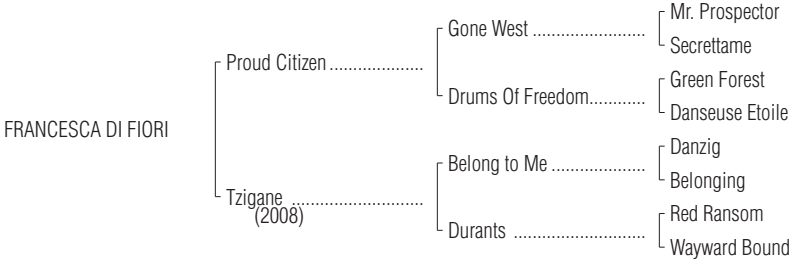 Mr. Prospector
Gone West ........................
Secrettame
Proud Citizen ....................
Green Forest
Drums Of Freedom............
Danseuse Etoile
FRANCESCA DI FIORI
Danzig
Belong to Me ....................
Belonging
Tzigane ............................
(2008)
Red Ransom
Durants ............................
Wayward Bound